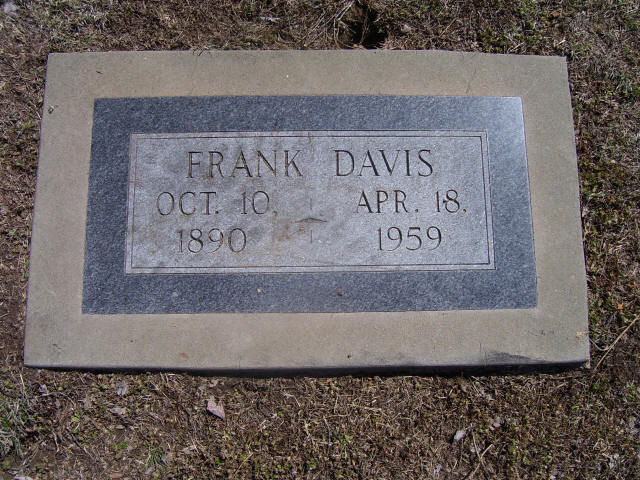 FRANK DAVIS
OCT. 10, APR. 18.
1890 1959